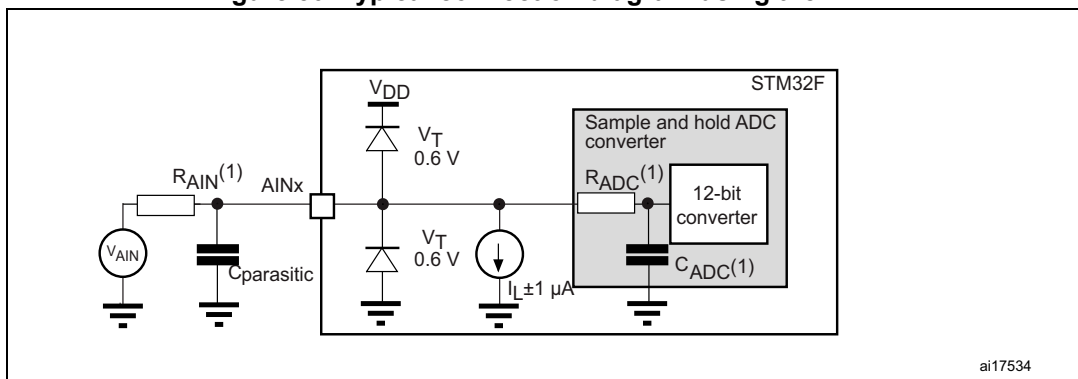 STM32F
VDD
Sample and hold ADC
converter
VT
0.6 V
RAIN(1)
AINx
RADC(1)
12-bit
converter
VAIN
Cparasitic
VT
0.6 V
IL±1 µA
CADC(1)
ai17534